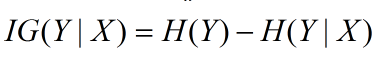 IG(Y | X) = H(Y) − H(Y | X)